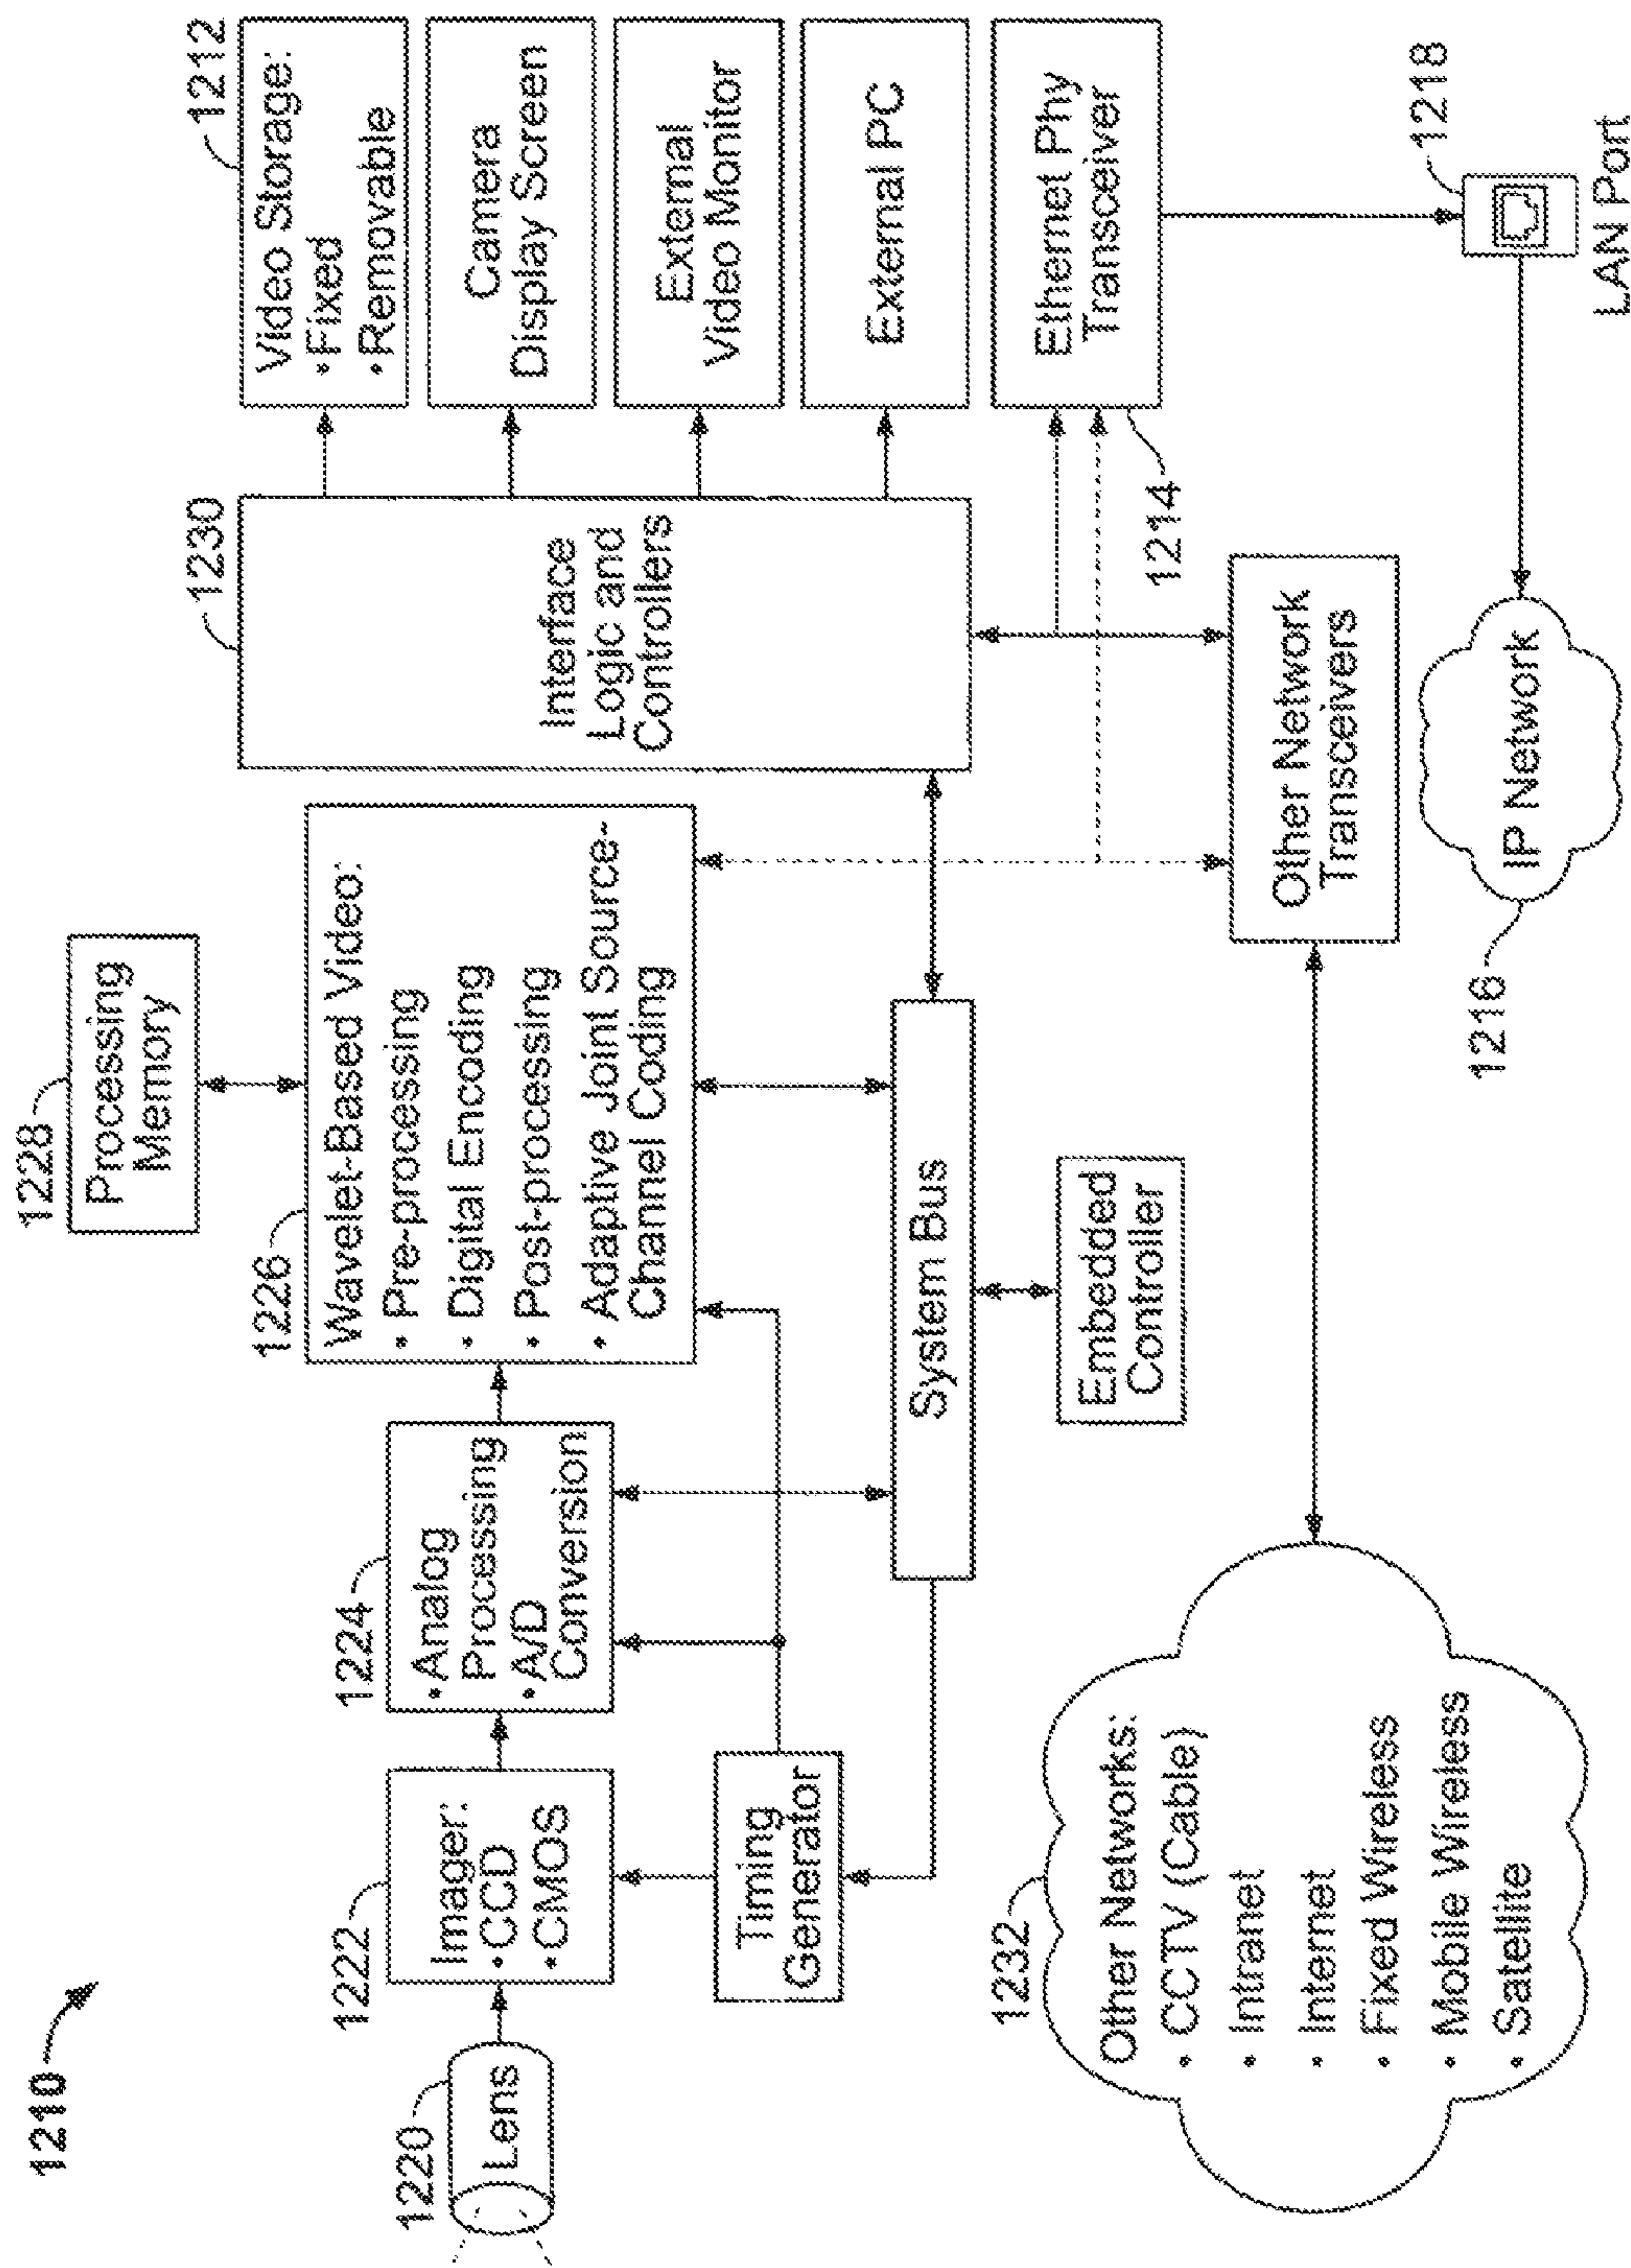 1210
1220
Lens
1222
Imager:
•CCD
•CMOS
1224
•Analog
Processing
•A/D
Conversion
1226
Wavelet-Based Video:
• Pre-processing
• Digital Encoding
• Post-processing
• Adaptive Joint Source-
Channel Coding
1228
Processing
Memory
1230
Interface
Logic and
Controllers
1212
Video Storage:
•Fixed
•Removable
Camera
Display Screen
External
Video Monitor
External PC
Ethernet Phy
Transceiver
1214
Timing
Generator
System Bus
Embedded
Controller
Other Network
Transceivers
1218
LAN Port
IP Network
1216
1232
Other Networks:
• CCTV (Cable)
• Intranet
• Internet
• Fixed Wireless
• Mobile Wireless
• Satellite